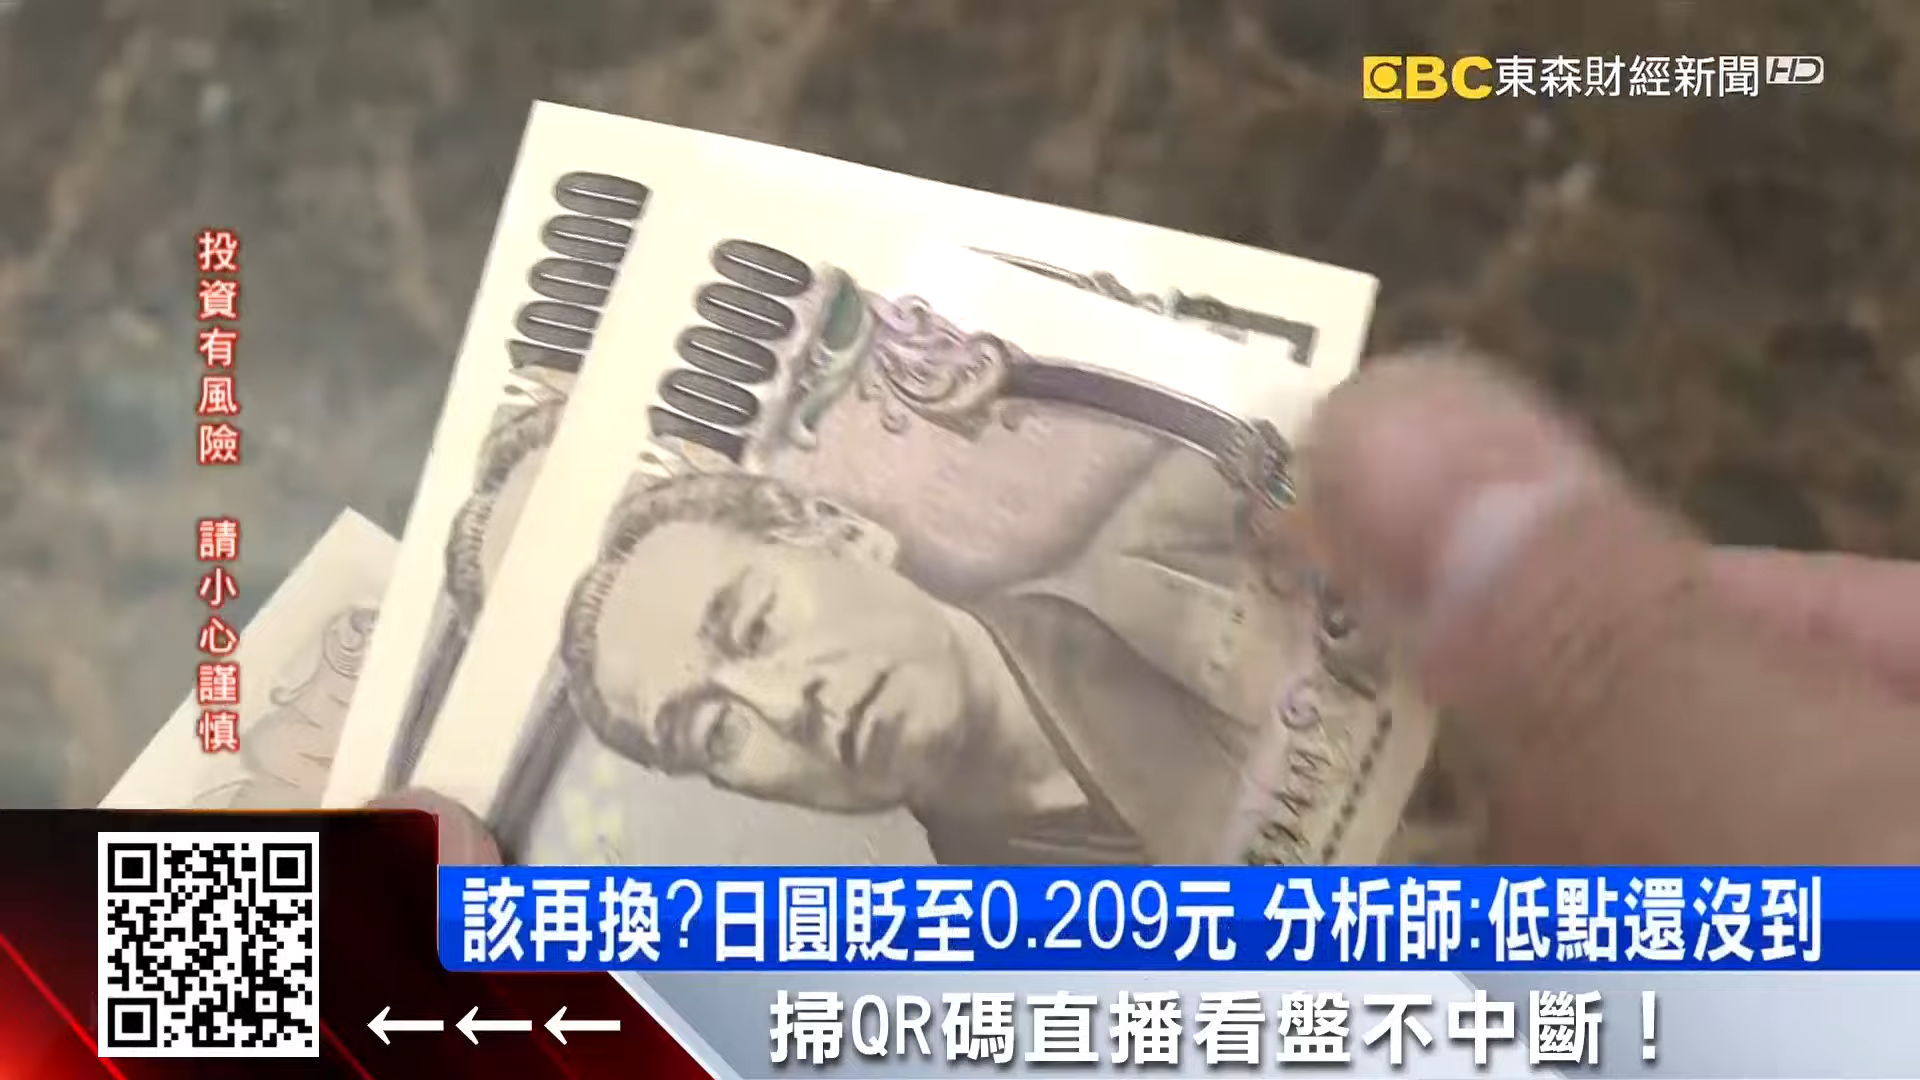 EBC東森財經新聞HD
投資有風險 請小心謹慎
10000
10000
該再換?日圓貶至0.209元 分析師:低點還沒到
←←← 掃QR碼直播看盤不中斷！